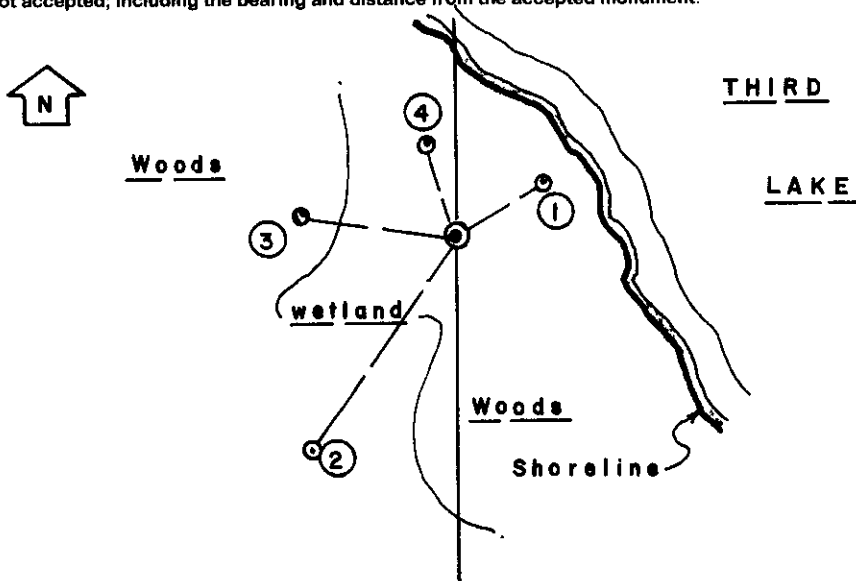 ot accepted, including the bearing and distance from the accepted monument.
N
THIRD
4
Woods
LAKE
1
3
wetland
Woods
2
Shoreline